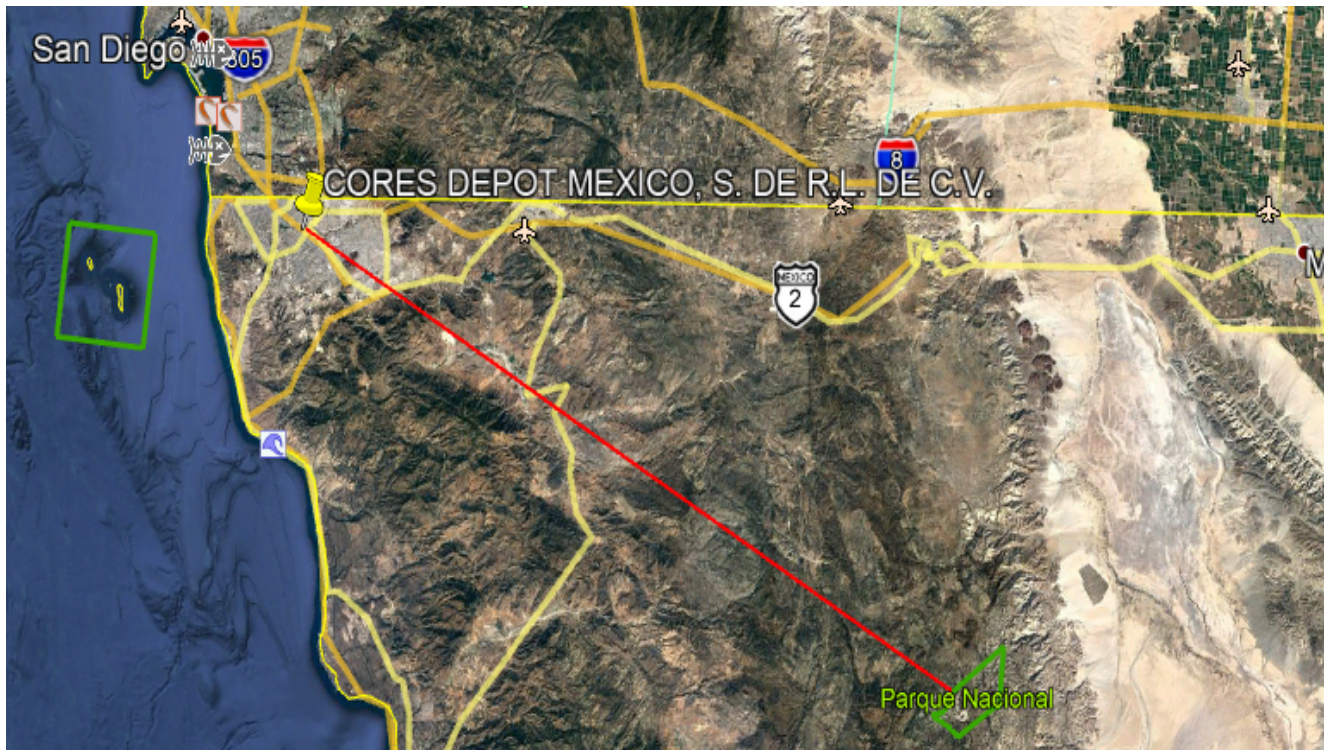 San Diego
805
8
CORES DEPOT MEXICO, S. DE R.L. DE C.V.
MEXICO
2
M
Parque Nacional